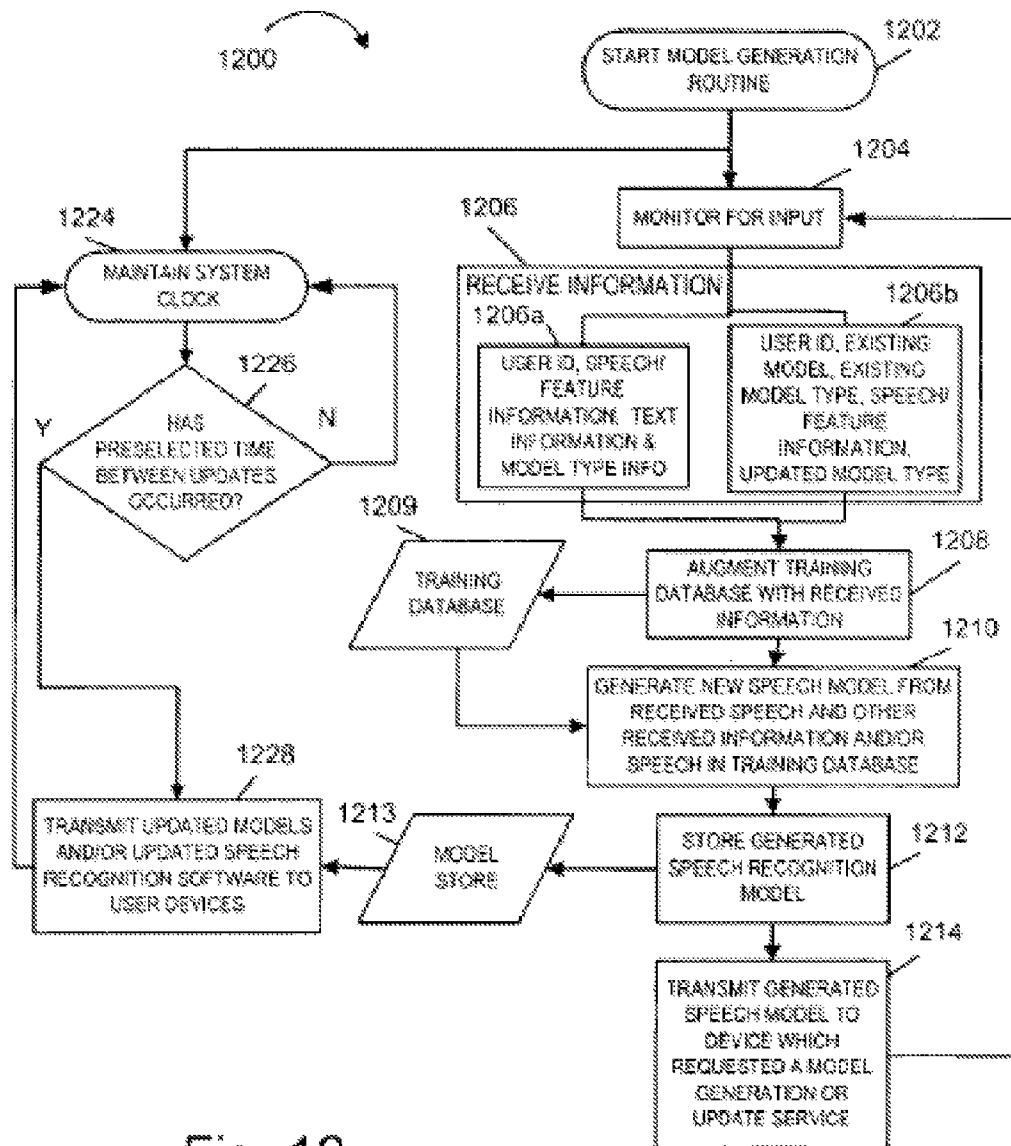 1200
1202
START MODEL GENERATION
ROUTINE
1204
MONITOR FOR INPUT
1224
MAINTAIN SYSTEM
CLOCK
1206
RECEIVE INFORMATION
1206a
USER ID, SPEECH/
FEATURE
INFORMATION, TEXT
INFORMATION &
MODEL TYPE INFO
1206b
USER ID, EXISTING
MODEL, EXISTING
MODEL TYPE, SPEECH/
FEATURE
INFORMATION,
UPDATED MODEL TYPE
1226
Y
N
HAS
PRESELECTED TIME
BETWEEN UPDATES
OCCURRED?
1209
TRAINING
DATABASE
1208
AUGMENT TRAINING
DATABASE WITH RECEIVED
INFORMATION
1210
GENERATE NEW SPEECH MODEL FROM
RECEIVED SPEECH AND OTHER
RECEIVED INFORMATION AND/OR
SPEECH IN TRAINING DATABASE
1228
TRANSMIT UPDATED MODELS
AND/OR UPDATED SPEECH
RECOGNITION SOFTWARE TO
USER DEVICES
1213
MODEL
STORE
1212
STORE GENERATED
SPEECH RECOGNITION
MODEL
1214
TRANSMIT GENERATED
SPEECH MODEL TO
DEVICE WHICH
REQUESTED A MODEL
GENERATION OR
UPDATE SERVICE